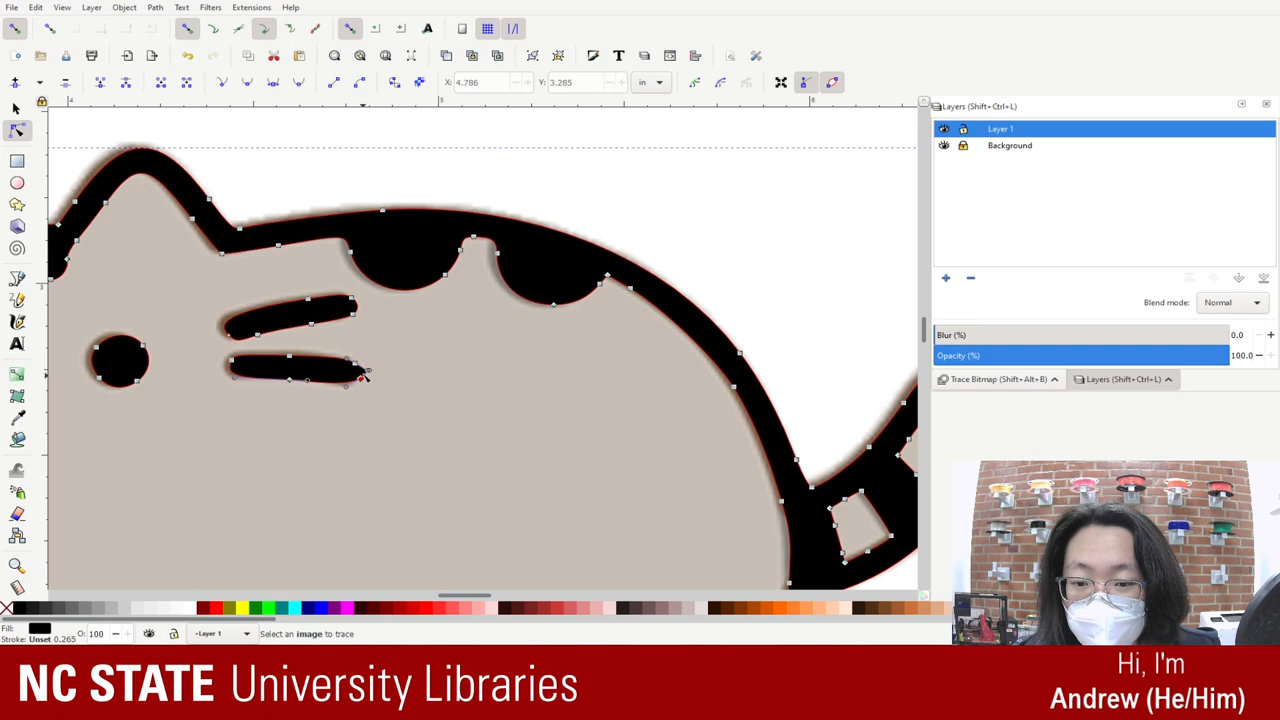 File Edit View Layer Object Path Text Filters Extensions Help
X: 4.786 Y: 3.285 in
4 5 6
Layers (Shift+Ctrl+L)
Layer 1
Background
Blend mode: Normal
Blur (%) 0.0
Opacity (%) 100.0
Trace Bitmap (Shift+Alt+B) Layers (Shift+Ctrl+L)
Fill:
Stroke: Unset 0.265
O: 100
Layer 1
Select an image to trace
NC STATE University Libraries
Hi, I'm
Andrew (He/Him)